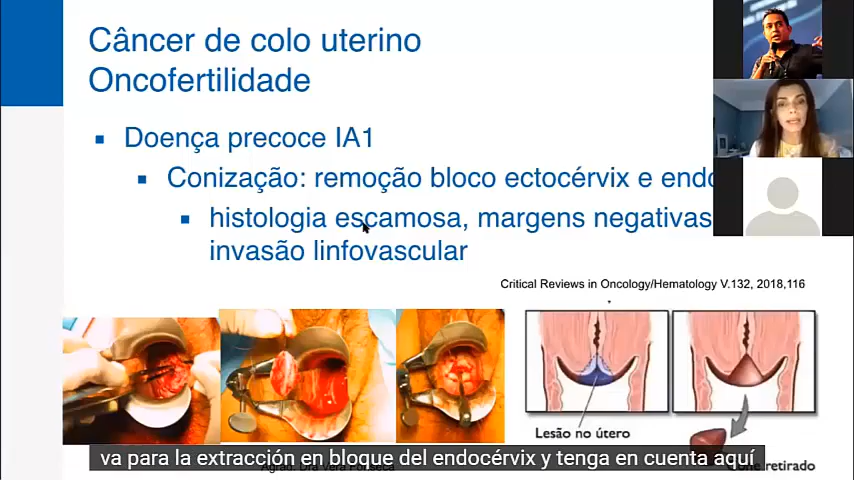 Câncer de colo uterino
Oncofertilidade
Doença precoce IA1
Conização: remoção bloco ectocérvix e endo
histologia escamosa, margens negativas
invasão linfovascular
Critical Reviews in Oncology/Hematology V.132, 2018,116
Lesão no útero
va para la extracción en bloque del endocérvix y tenga en cuenta aquí
retirado